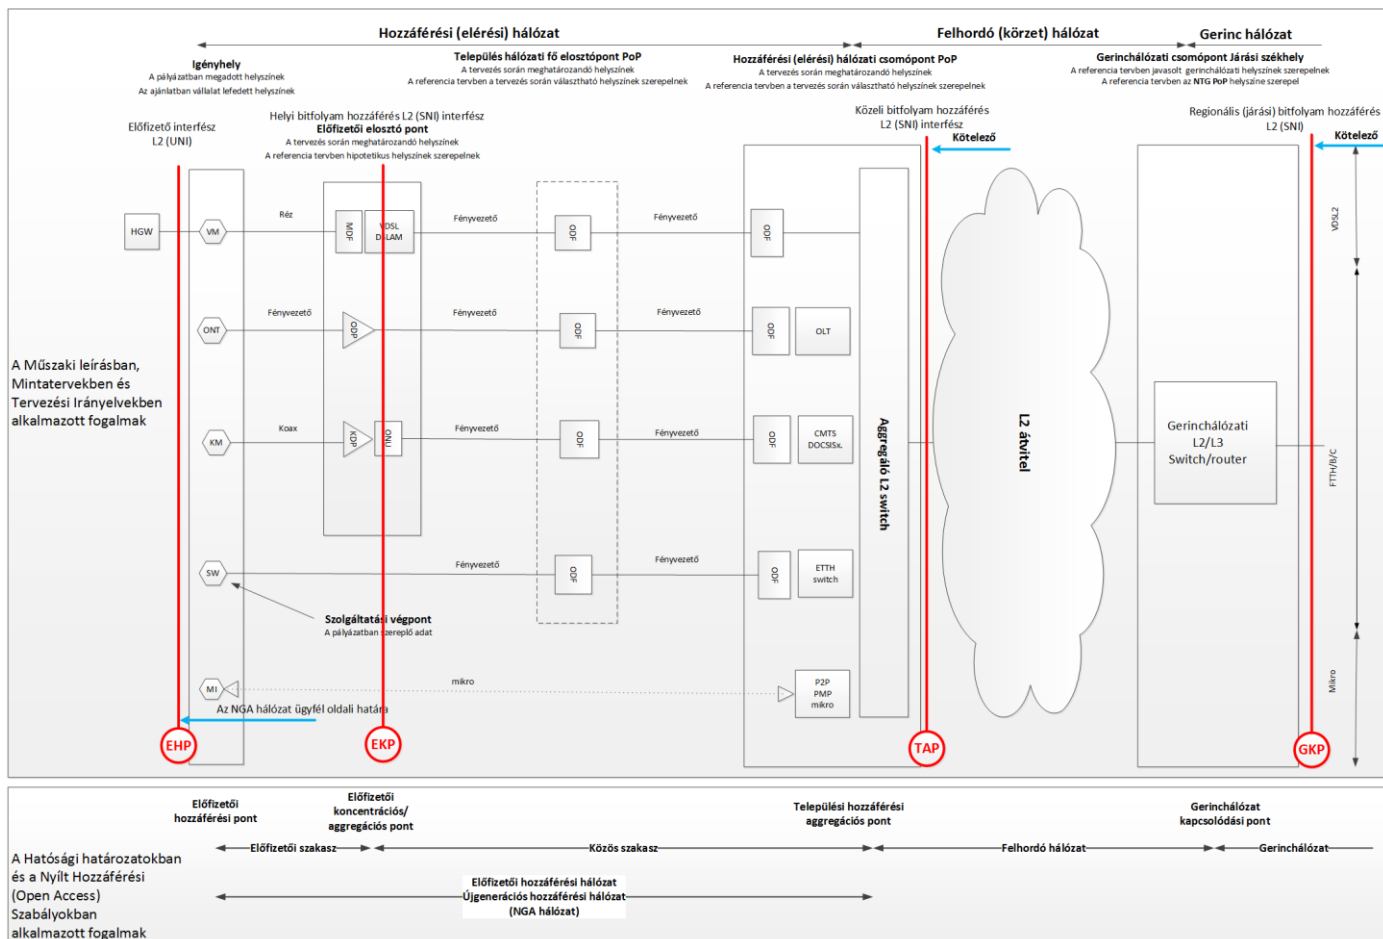 Hozzáférési (elérési) hálózat
Felhordó (körzet) hálózat
Gerinc hálózat
Igényhely
A pályázatban megadott helyszínek
Az ajánlatban vállalat lefedett helyszínek
Település hálózati fő elosztópont PoP
A tervezés során meghatározandó helyszínek
A referencia tervben a tervezés során választható helyszínek szerepelnek
Hozzáférési (elérési) hálózati csomópont PoP
A tervezés során meghatározandó helyszínek
A referencia tervben a tervezés során választható helyszínek szerepelnek
Gerinchálózati csomópont Járási székhely
A referencia tervben javasolt gerinchálózati helyszínek szerepelnek
A referencia tervben az NTG PoP helyszíne szerepel
Előfizető interfész
L2 (UNI)
Helyi bitfolyam hozzáférés L2 (SNI) interfész
Előfizetői elosztó pont
A tervezés során meghatározandó helyszínek
A referencia tervben hipotetikus helyszínek szerepelnek
Közeli bitfolyam hozzáférés
L2 (SNI) interfész
Kötelező
Regionális (járási) bitfolyam hozzáférés
L2 (SNI)
Kötelező
HGW
VM
Réz
MDF
VDSL
DSLAM
Fényvezető
ODF
Fényvezető
ODF
VDSL2
ONT
Fényvezető
ODP
Fényvezető
ODF
Fényvezető
ODF
OLT
A Műszaki leírásban,
Mintatervekben és
Tervezési Irányelvekben
alkalmazott fogalmak
KM
Koax
KDP
ONU
Fényvezető
ODF
Fényvezető
ODF
CMTS
DOCSISx.
Aggregáló L2 switch
L2 átvitel
Gerinchálózati
L2/L3
Switch/router
FTTH/B/C
SW
Fényvezető
ODF
Fényvezető
ODF
ETTH
switch
Szolgáltatási végpont
A pályázatban szereplő adat
MI
mikro
P2P
PMP
mikro
Mikro
Az NGA hálózat ügyfél oldali határa
EHP
EKP
TAP
GKP
Előfizetői
hozzáférési pont
Előfizetői
koncentrációs/
aggregációs pont
Települési hozzáférési
aggregációs pont
Gerinchálózat
kapcsolódási pont
Előfizetői szakasz
Közös szakasz
Felhordó hálózat
Gerinchálózat
A Hatósági határozatokban
és a Nyílt Hozzáférési
(Open Access)
Szabályokban
alkalmazott fogalmak
Előfizetői hozzáférési hálózat
Újgenerációs hozzáférési hálózat
(NGA hálózat)